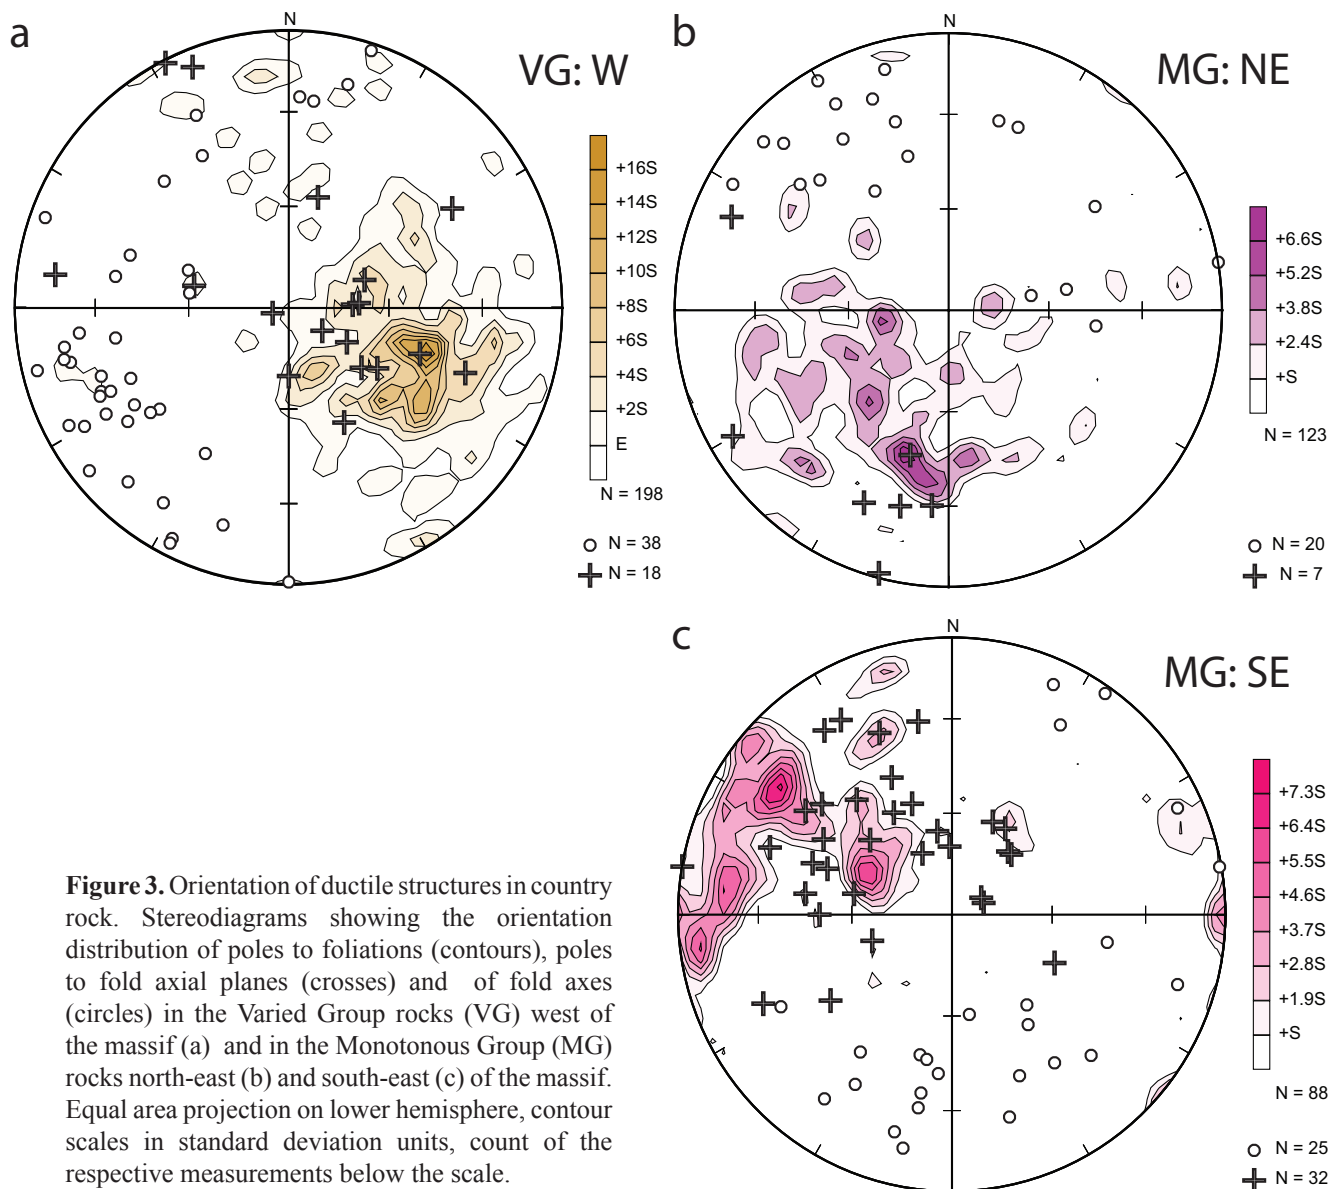 a
N
VG: W
+16S
+14S
+12S
+10S
+8S
+6S
+4S
+2S
E
N = 198
N = 38
N = 18
b
N
MG: NE
+6.6S
+5.2S
+3.8S
+2.4S
+S
N = 123
N = 20
N = 7
c
N
MG: SE
+7.3S
+6.4S
+5.5S
+4.6S
+3.7S
+2.8S
+1.9S
+S
N = 88
N = 25
N = 32
Figure 3. Orientation of ductile structures in country
rock. Stereodiagrams showing the orientation
distribution of poles to foliations (contours), poles
to fold axial planes (crosses) and of fold axes
(circles) in the Varied Group rocks (VG) west of
the massif (a) and in the Monotonous Group (MG)
rocks north-east (b) and south-east (c) of the massif.
Equal area projection on lower hemisphere, contour
scales in standard deviation units, count of the
respective measurements below the scale.